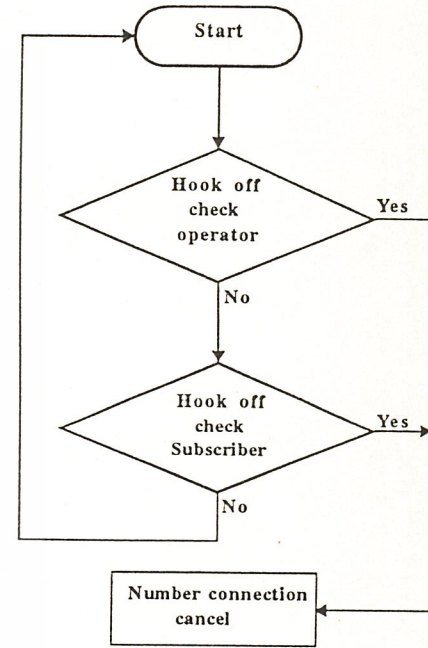 Start
Hook off
check
operator
Yes
No
Hook off
check
Subscriber
Yes
No
Number connection
cancel